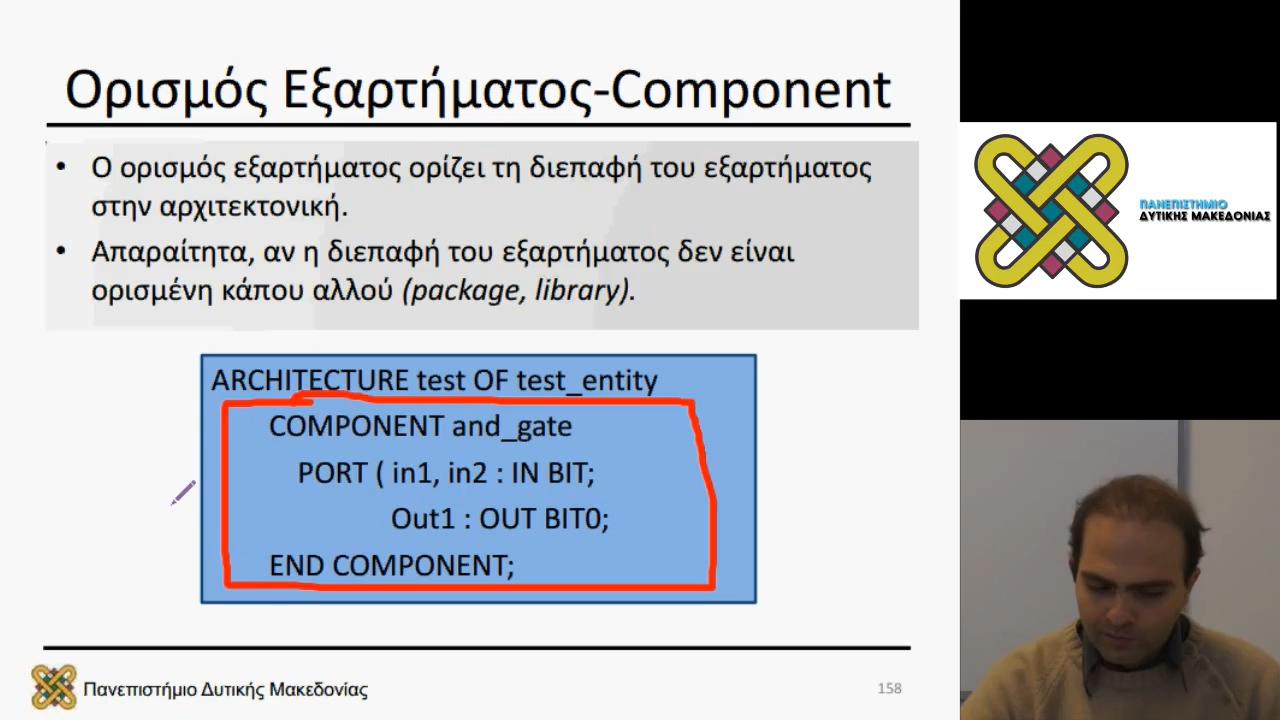 Ορισμός Εξαρτήματος-Component
• Ο ορισμός εξαρτήματος ορίζει τη διεπαφή του εξαρτήματος
στην αρχιτεκτονική.
• Απαραίτητα, αν η διεπαφή του εξαρτήματος δεν είναι
ορισμένη κάπου αλλού (package, library).
ARCHITECTURE test OF test_entity
COMPONENT and_gate
PORT ( in1, in2 : IN BIT;
Out1 : OUT BIT0;
END COMPONENT;
Πανεπιστήμιο Δυτικής Μακεδονίας
158
ΠΑΝΕΠΙΣΤΗΜΙΟ
ΔΥΤΙΚΗΣ ΜΑΚΕΔΟΝΙΑΣ